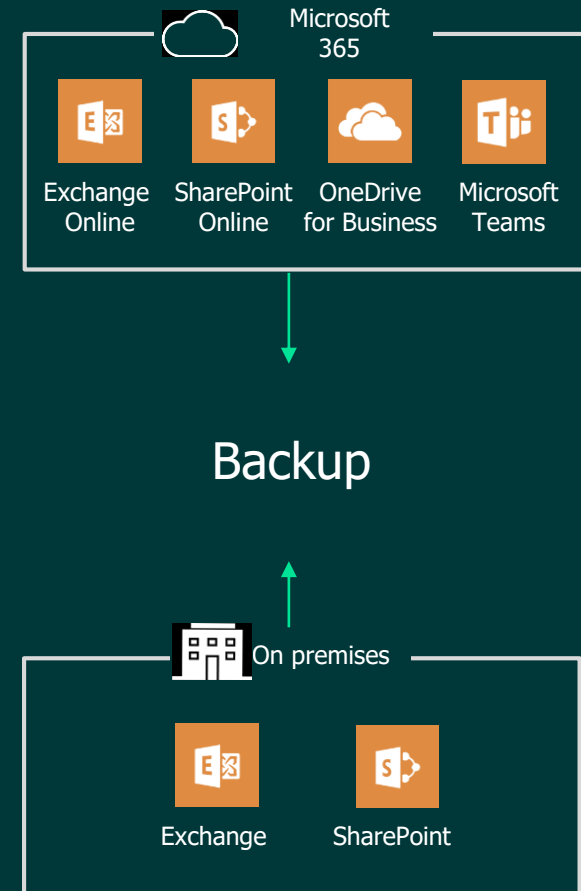 Microsoft
365
E
S
T
Exchange
Online
SharePoint
Online
OneDrive
for Business
Microsoft
Teams
Backup
On premises
E
S
Exchange
SharePoint